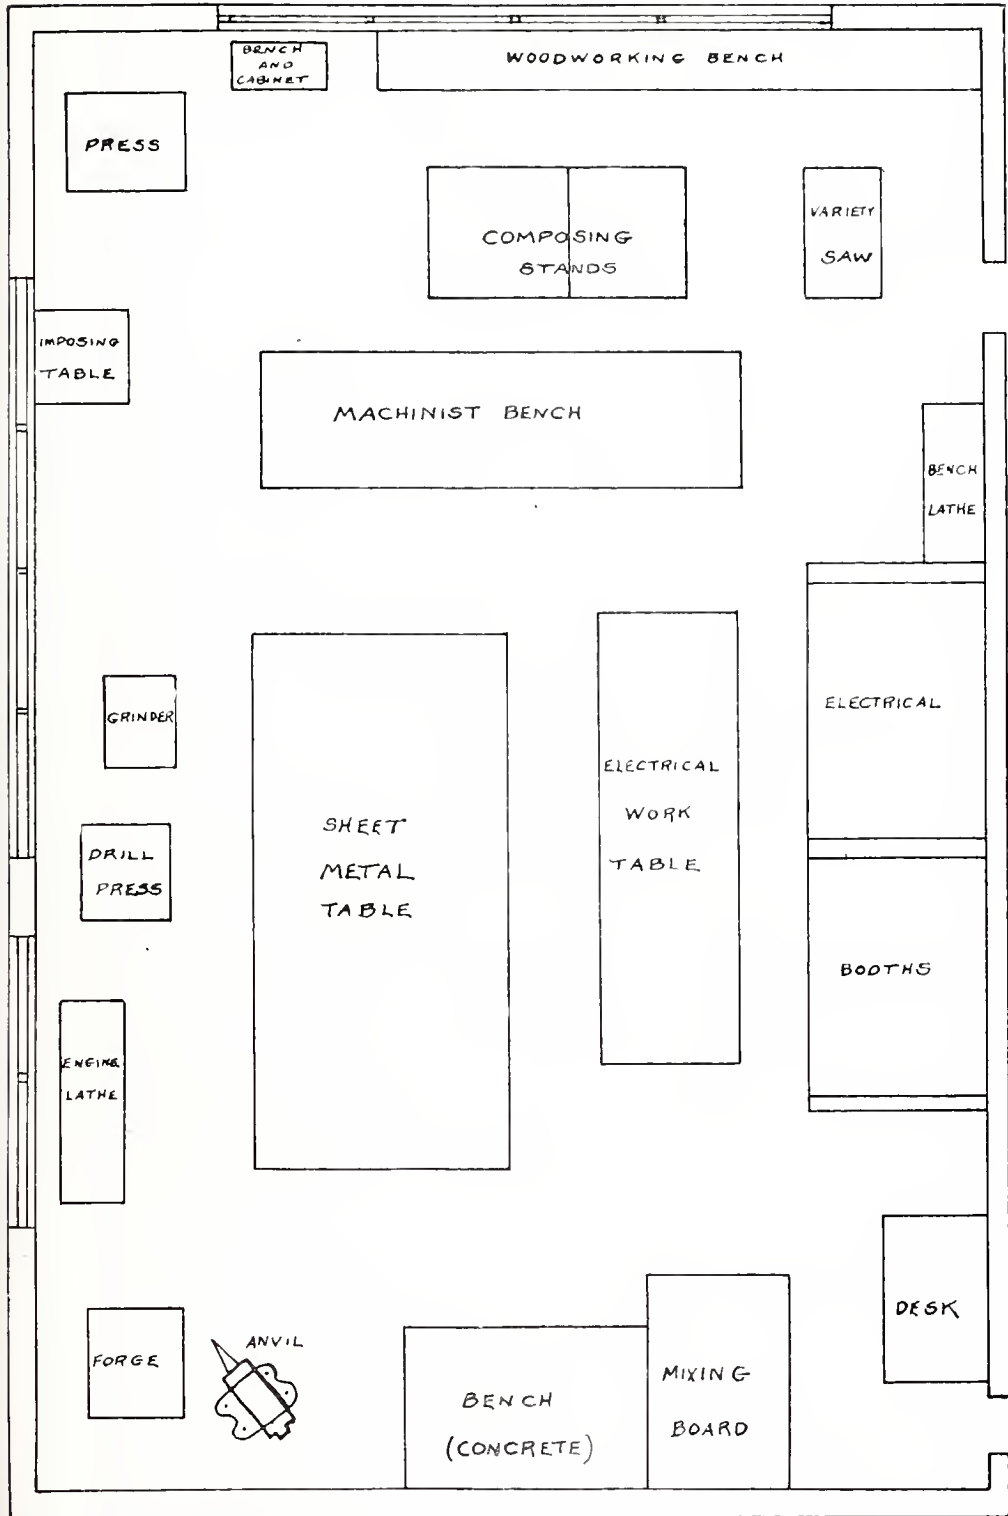 BENCH
AND
CABINET
WOODWORKING BENCH
PRESS
COMPOSING
STANDS
VARIETY
SAW
IMPOSING
TABLE
MACHINIST BENCH
BENCH
LATHE
GRINDER
ELECTRICAL
ELECTRICAL
WORK
TABLE
SHEET
METAL
TABLE
DRILL
PRESS
BOOTHS
ENGINE
LATHE
DESK
FORGE
ANVIL
BENCH
(CONCRETE)
MIXING
BOARD